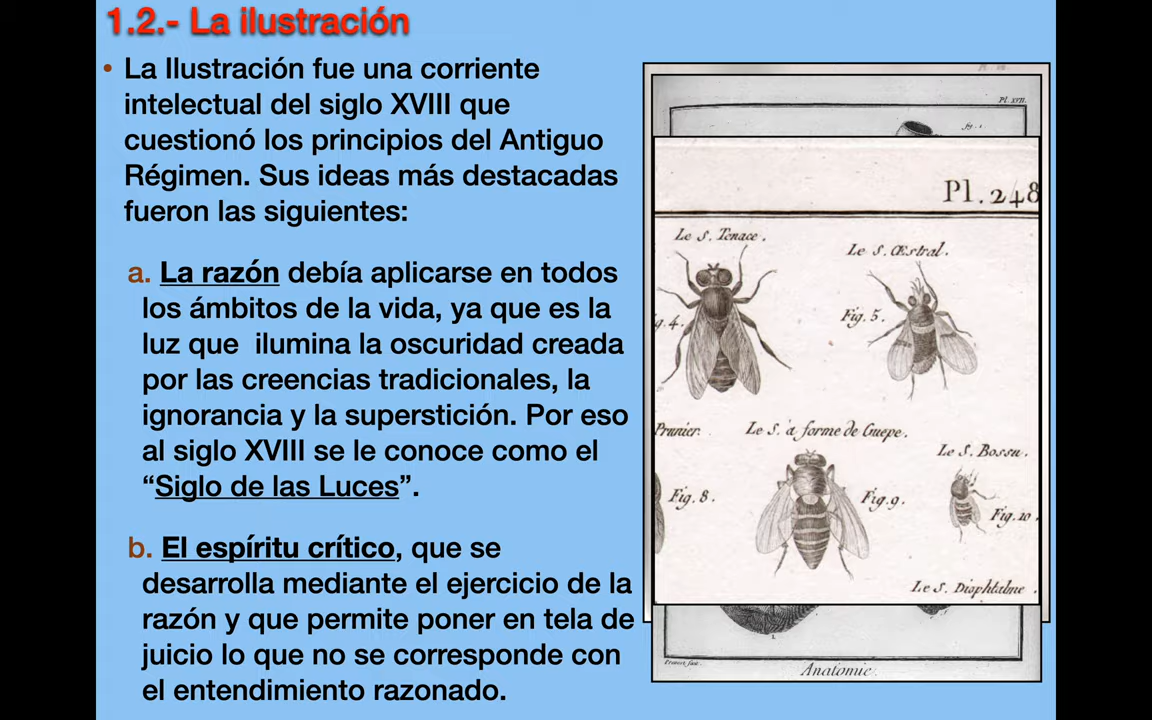 1.2.- La ilustración
• La Ilustración fue una corriente
intelectual del siglo XVIII que
cuestionó los principios del Antiguo
Régimen. Sus ideas más destacadas
fueron las siguientes:
a. La razón debía aplicarse en todos
los ámbitos de la vida, ya que es la
luz que ilumina la oscuridad creada
por las creencias tradicionales, la
ignorancia y la superstición. Por eso
al siglo XVIII se le conoce como el
“Siglo de las Luces”.
b. El espíritu crítico, que se
desarrolla mediante el ejercicio de la
razón y que permite poner en tela de
juicio lo que no se corresponde con
el entendimiento razonado.
Pl. XVII.
fig. 1.
Pl. 248
Le S. Tenace.
Le S. Œstral.
g.4.
Fig. 5.
Prunier.
Le S. à forme de Guepe.
Le S. Bossu.
Fig. 8.
Fig. 9.
Fig. 10.
Le S. Diophtalme
Anatomie.